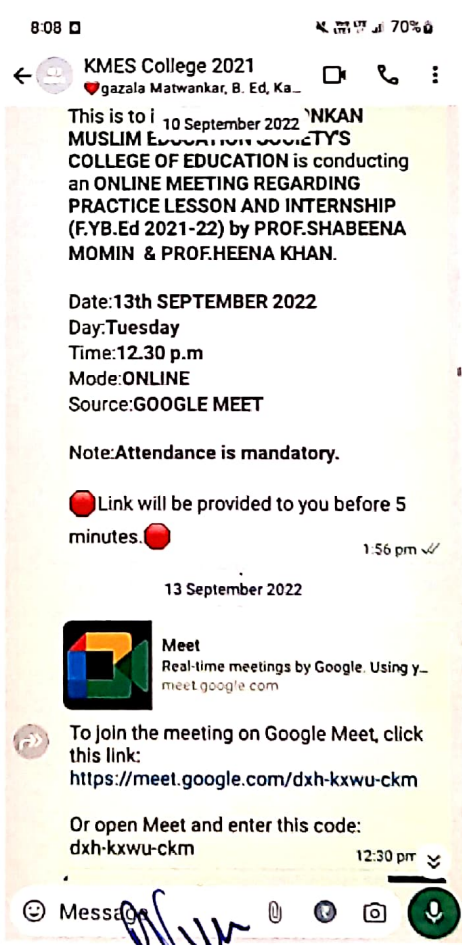 8:08
70%
KMES College 2021
gazala Matwankar, B. Ed, Ka...
10 September 2022
This is to i NKAN
MUSLIM EDUCATION SOCIETY'S
COLLEGE OF EDUCATION is conducting
an ONLINE MEETING REGARDING
PRACTICE LESSON AND INTERNSHIP
(F.YB.Ed 2021-22) by PROF.SHABEENA
MOMIN & PROF.HEENA KHAN.
Date:13th SEPTEMBER 2022
Day:Tuesday
Time:12.30 p.m
Mode:ONLINE
Source:GOOGLE MEET
Note:Attendance is mandatory.
Link will be provided to you before 5
minutes.
1:56 pm
13 September 2022
Meet
Real-time meetings by Google. Using y...
meet.google.com
To join the meeting on Google Meet, click
this link:
https://meet.google.com/dxh-kxwu-ckm
Or open Meet and enter this code:
dxh-kxwu-ckm
12:30 pm
Message